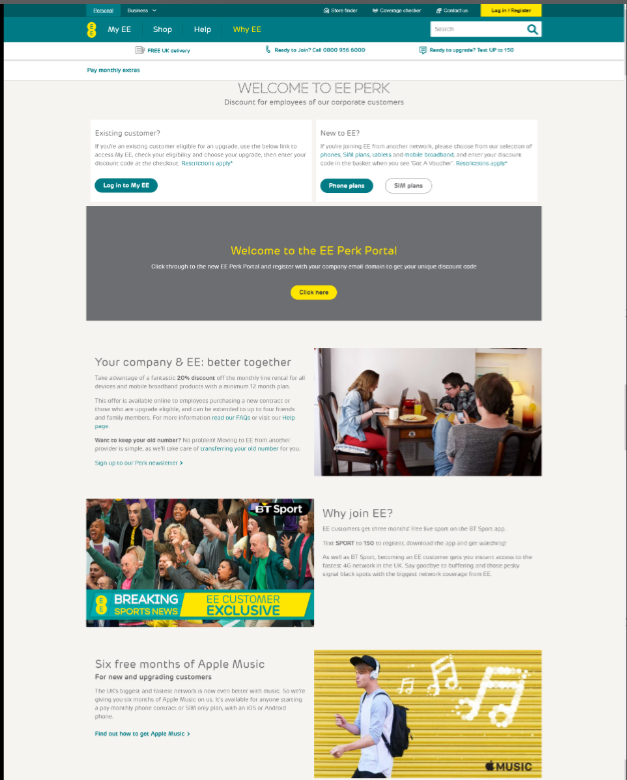 Personal Business Store finder Coverage checker Contact us Log in / Register
EE My EE Shop Help Why EE Search
FREE UK delivery Ready to Join? Call 0800 956 6000 Ready to upgrade? Text UP to 150
Pay monthly extras
WELCOME TO EE PERK
Discount for employees of our corporate customers
Existing customer?
If you're an existing customer eligible for an upgrade, use the below link to
access My EE, check your eligibility and choose your upgrade, then enter your
discount code at the checkout. Restrictions apply*
Log in to My EE
New to EE?
If you're joining EE from another network, please choose from our selection of
phones, SIM plans, tablets and mobile broadband, and enter your discount
code in the basket when you see "Got A Voucher". Restrictions apply*
Phone plans SIM plans
Welcome to the EE Perk Portal
Click through to the new EE Perk Portal and register with your company email domain to get your unique discount code
Click here
Your company & EE: better together
Take advantage of a fantastic 20% discount off the monthly line rental for all
devices and mobile broadband products with a minimum 12 month plan.
This offer is available online to employees purchasing a new contract or
those who are upgrade eligible, and can be extended to up to four friends
and family members. For more information read our FAQs or visit our Help
page.
Want to keep your old number? No problem! Moving to EE from another
provider is simple, as we'll take care of transferring your old number for you.
Sign up to our Perk newsletter >
BT Sport
EE BREAKING
SPORTS NEWS
EE CUSTOMER
EXCLUSIVE
Why join EE?
EE customers get three months' free live sport on the BT Sport app.
Text SPORT to 150 to register, download the app and get watching!
As well as BT Sport, becoming an EE customer gets you instant access to the
fastest 4G network in the UK. Say goodbye to buffering and those pesky
signal black spots with the biggest network coverage from EE.
Six free months of Apple Music
For new and upgrading customers
The UK's biggest and fastest network is now even better with music. So we're
giving you six months of Apple Music on us. It's available for anyone starting
a pay monthly phone contract or SIM only plan, with an iOS or Android
phone.
Find out how to get Apple Music >
MUSIC